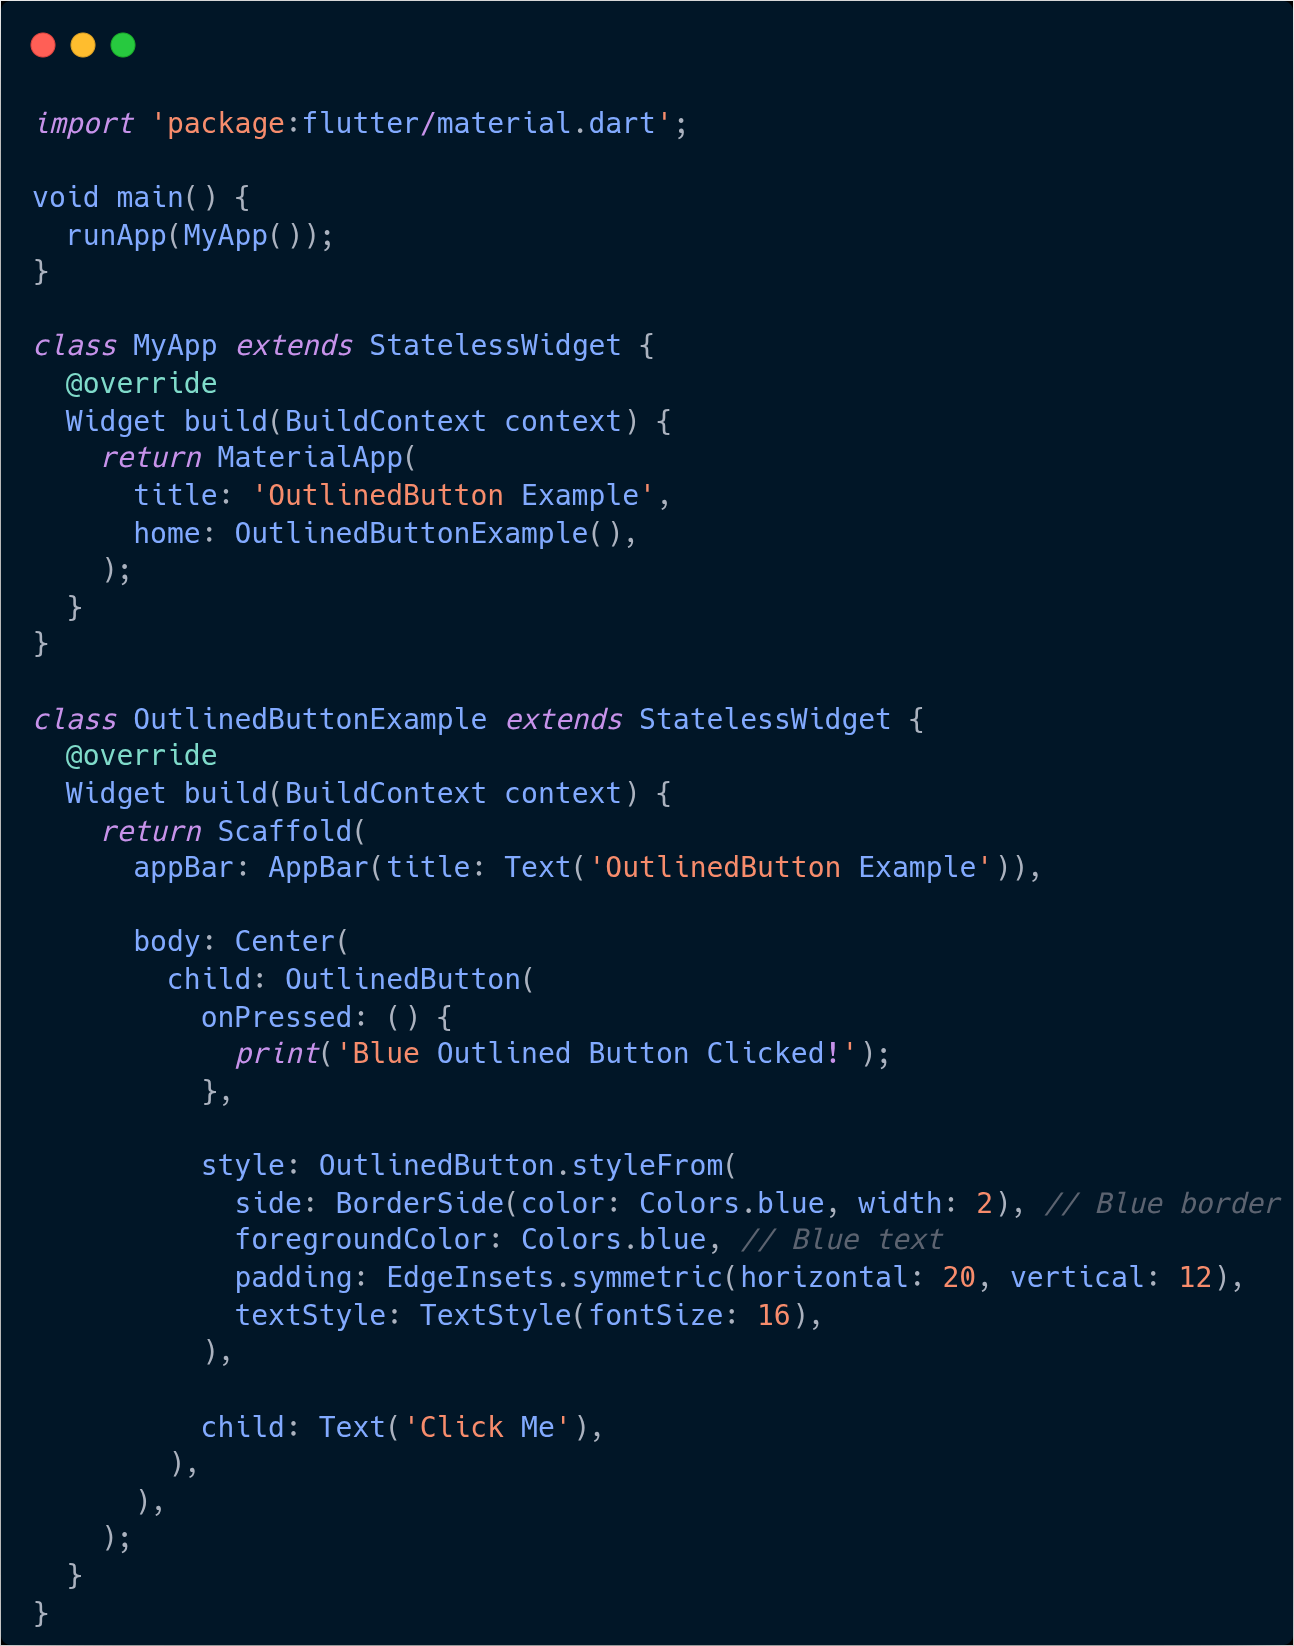 import 'package:flutter/material.dart';

void main() {
  runApp(MyApp());
}

class MyApp extends StatelessWidget {
  @override
  Widget build(BuildContext context) {
    return MaterialApp(
      title: 'OutlinedButton Example',
      home: OutlinedButtonExample(),
    );
  }
}

class OutlinedButtonExample extends StatelessWidget {
  @override
  Widget build(BuildContext context) {
    return Scaffold(
      appBar: AppBar(title: Text('OutlinedButton Example')),

      body: Center(
        child: OutlinedButton(
          onPressed: () {
            print('Blue Outlined Button Clicked!');
          },

          style: OutlinedButton.styleFrom(
            side: BorderSide(color: Colors.blue, width: 2), // Blue border
            foregroundColor: Colors.blue, // Blue text
            padding: EdgeInsets.symmetric(horizontal: 20, vertical: 12),
            textStyle: TextStyle(fontSize: 16),
          ),

          child: Text('Click Me'),
        ),
      ),
    );
  }
}